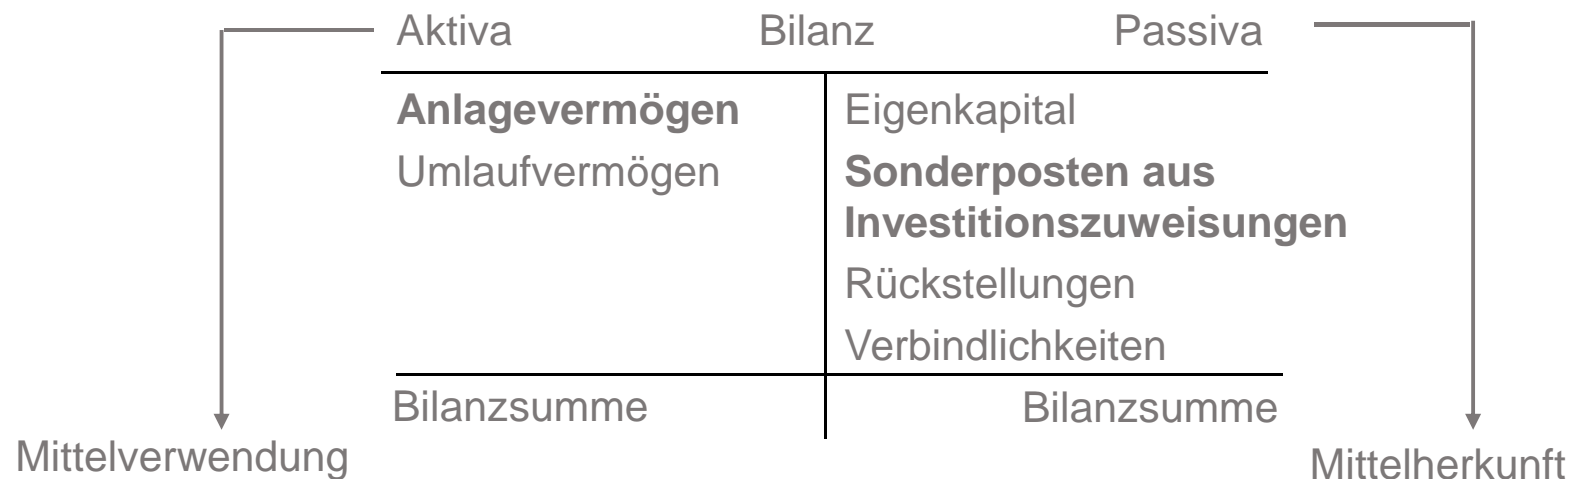 Aktiva Bilanz Passiva
Anlagevermögen
Umlaufvermögen
Eigenkapital
Sonderposten aus
Investitionszuweisungen
Rückstellungen
Verbindlichkeiten
Bilanzsumme Bilanzsumme
Mittelverwendung Mittelherkunft